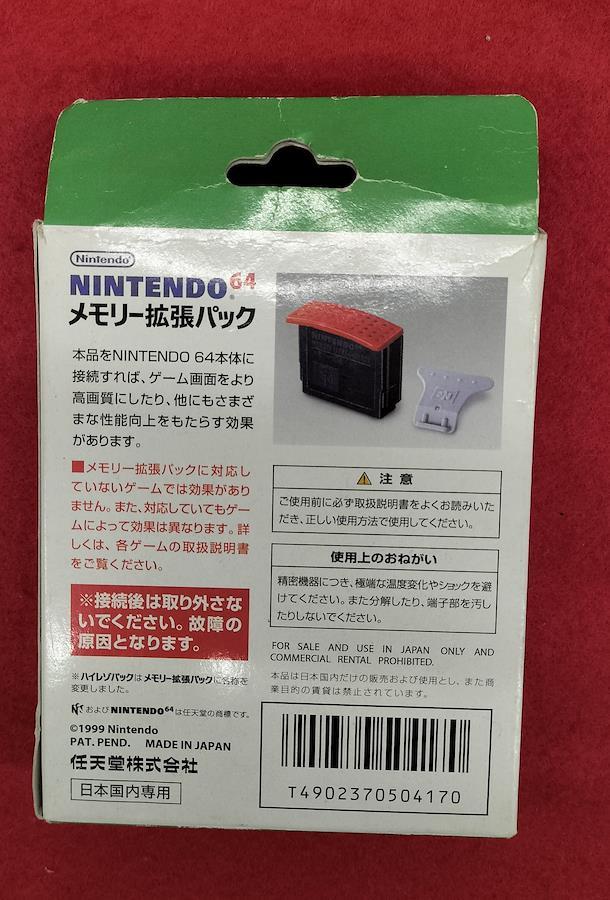 Nintendo
NINTENDO64
メモリー拡張パック
本品をNINTENDO 64本体に
接続すれば、ゲーム画面をより
高画質にしたり、他にもさまざ
まな性能向上をもたらす効果
があります。
■メモリー拡張パックに対応し
ていないゲームでは効果があり
ません。また、対応していてもゲー
ムによって効果は異なります。詳
しくは、各ゲームの取扱説明書
をご覧ください。
※接続後は取り外さな
いでください。故障の
原因となります。
※ハイレゾパックはメモリー拡張パックに名称を
変更しました。
およびNINTENDO64は任天堂の商標です。
©1999 Nintendo
PAT. PEND. MADE IN JAPAN
任天堂株式会社
日本国内専用
NINTENDO
注意
ご使用前に必ず取扱説明書をよくお読みいた
だき、正しい使用方法で使用してください。
使用上のおねがい
精密機器につき、極端な温度変化やショックを避
けてください。また分解したり、端子部を汚し
たりしないでください。
FOR SALE AND USE IN JAPAN ONLY AND
COMMERCIAL RENTAL PROHIBITED.
本品は日本国内だけの販売および使用とし、また商
業目的の賃貸は禁止されています。
T4902370504170